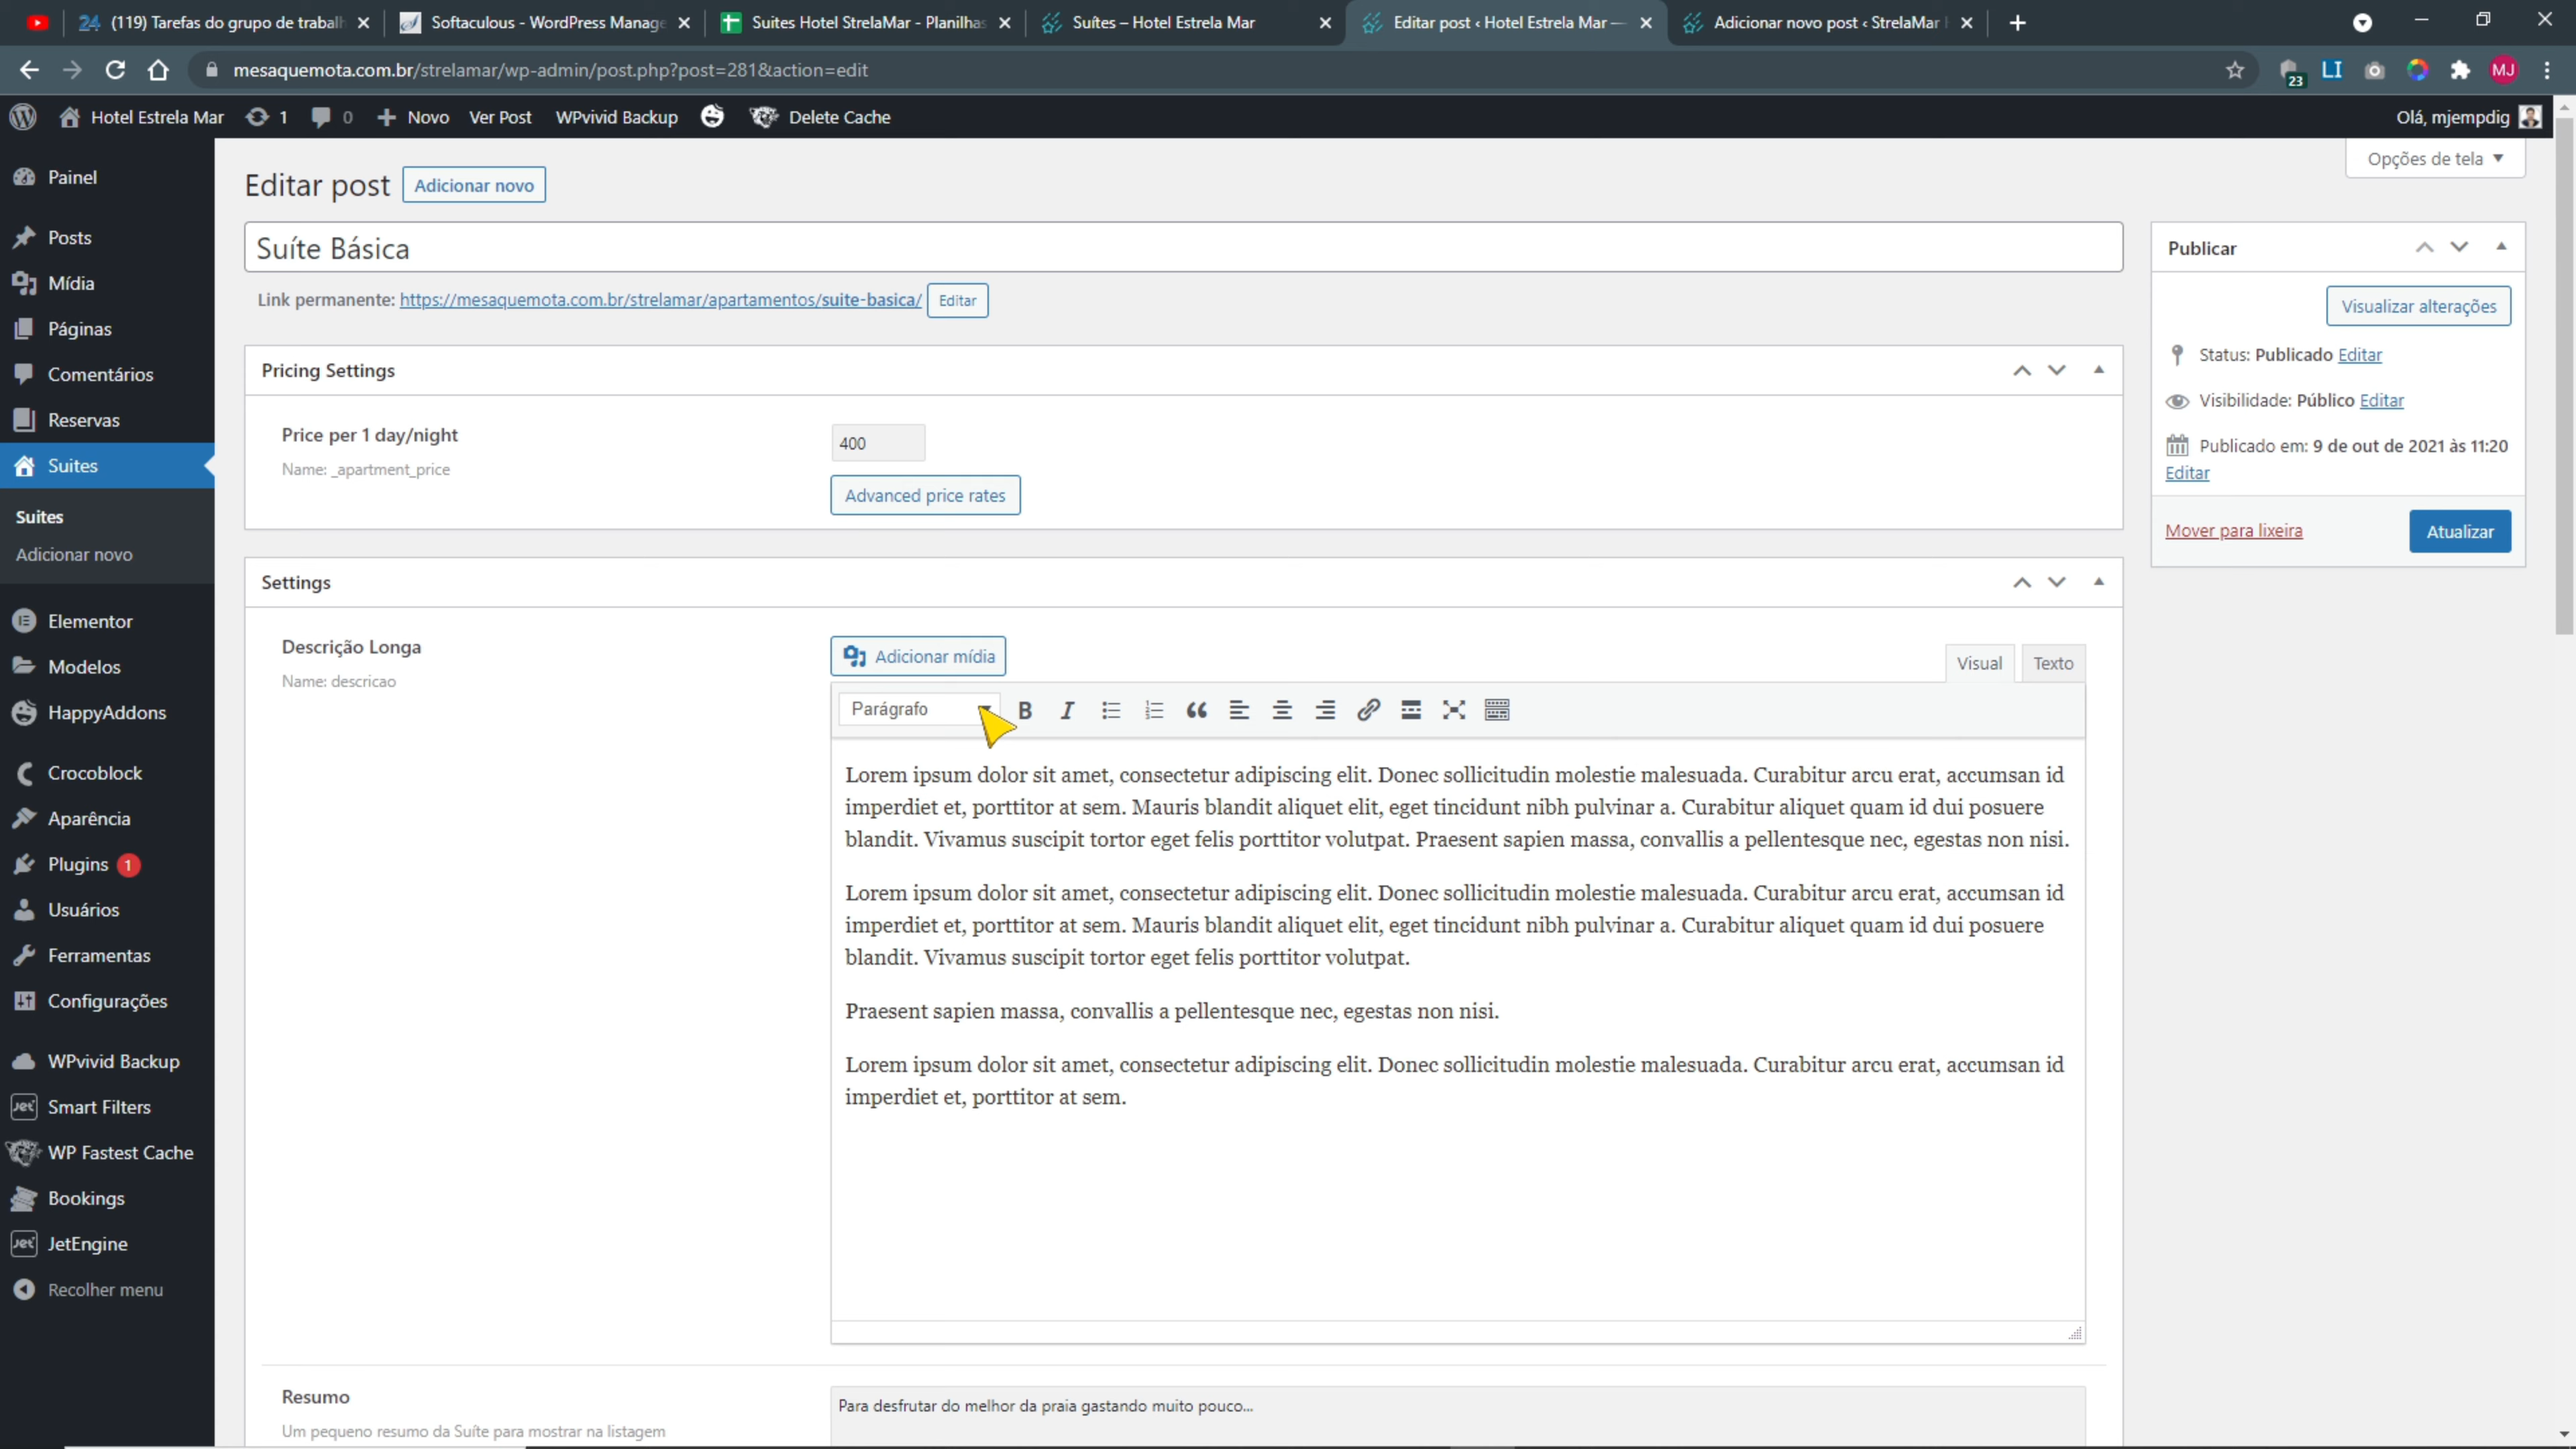 (119) Tarefas do grupo de trabalh
Softaculous - WordPress Manage
Suites Hotel StrelaMar - Planilhas
Suítes – Hotel Estrela Mar
Editar post ‹ Hotel Estrela Mar —
Adicionar novo post ‹ StrelaMar
mesaquemota.com.br/strelamar/wp-admin/post.php?post=281&action=edit
23
LI
MJ
Hotel Estrela Mar
1
0
Novo
Ver Post
WPvivid Backup
Delete Cache
Olá, mjempdig
Painel
Posts
Mídia
Páginas
Comentários
Reservas
Suites
Suites
Adicionar novo
Elementor
Modelos
HappyAddons
Crocoblock
Aparência
Plugins 1
Usuários
Ferramentas
Configurações
WPvivid Backup
Jet Smart Filters
WP Fastest Cache
Bookings
Jet JetEngine
Recolher menu
Opções de tela
Editar post
Adicionar novo
Suíte Básica
Link permanente: https://mesaquemota.com.br/strelamar/apartamentos/suite-basica/ Editar
Pricing Settings
Price per 1 day/night
Name: _apartment_price
400
Advanced price rates
Settings
Descrição Longa
Name: descricao
Adicionar mídia
Visual
Texto
Parágrafo
Lorem ipsum dolor sit amet, consectetur adipiscing elit. Donec sollicitudin molestie malesuada. Curabitur arcu erat, accumsan id
imperdiet et, porttitor at sem. Mauris blandit aliquet elit, eget tincidunt nibh pulvinar a. Curabitur aliquet quam id dui posuere
blandit. Vivamus suscipit tortor eget felis porttitor volutpat. Praesent sapien massa, convallis a pellentesque nec, egestas non nisi.
Lorem ipsum dolor sit amet, consectetur adipiscing elit. Donec sollicitudin molestie malesuada. Curabitur arcu erat, accumsan id
imperdiet et, porttitor at sem. Mauris blandit aliquet elit, eget tincidunt nibh pulvinar a. Curabitur aliquet quam id dui posuere
blandit. Vivamus suscipit tortor eget felis porttitor volutpat.
Praesent sapien massa, convallis a pellentesque nec, egestas non nisi.
Lorem ipsum dolor sit amet, consectetur adipiscing elit. Donec sollicitudin molestie malesuada. Curabitur arcu erat, accumsan id
imperdiet et, porttitor at sem.
Resumo
Um pequeno resumo da Suíte para mostrar na listagem
Para desfrutar do melhor da praia gastando muito pouco...
Publicar
Visualizar alterações
Status: Publicado Editar
Visibilidade: Público Editar
Publicado em: 9 de out de 2021 às 11:20
Editar
Mover para lixeira
Atualizar